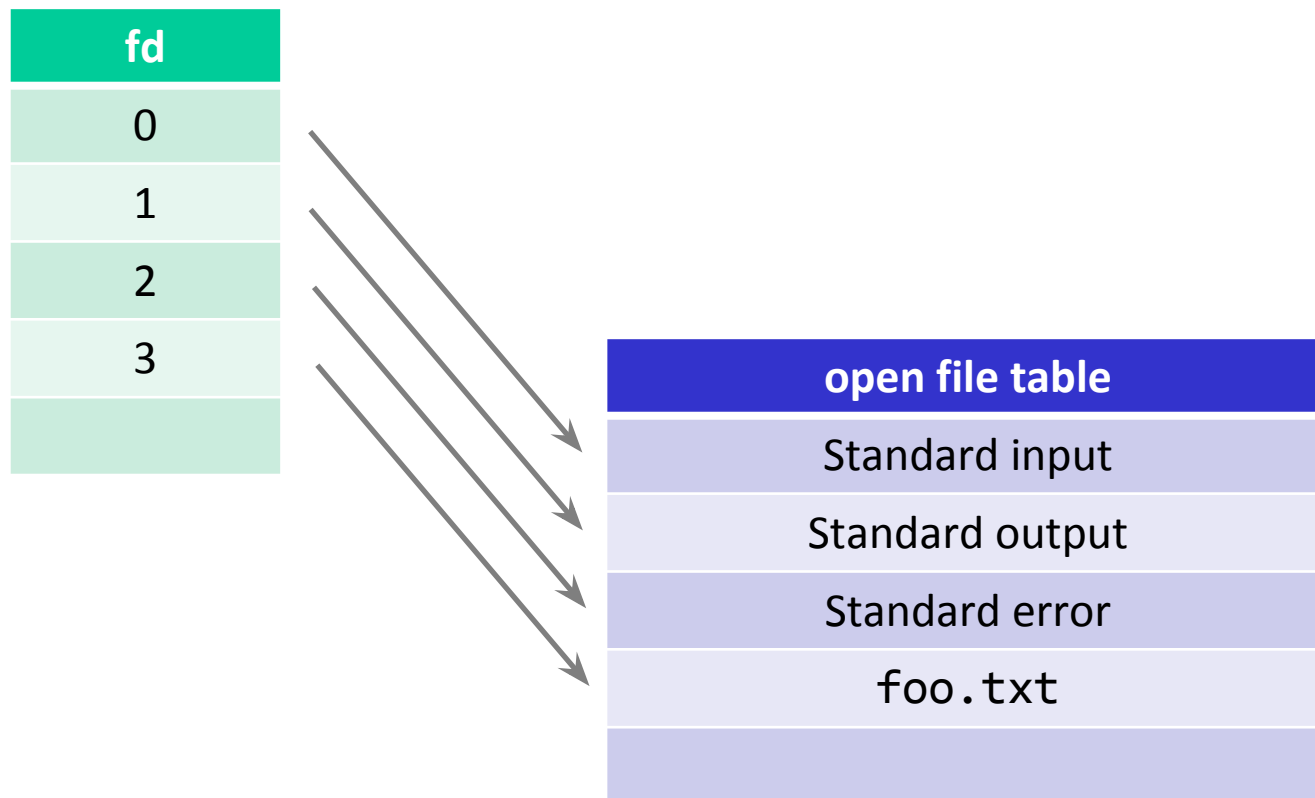 fd
0
1
2
3
open file table
Standard input
Standard output
Standard error
foo.txt